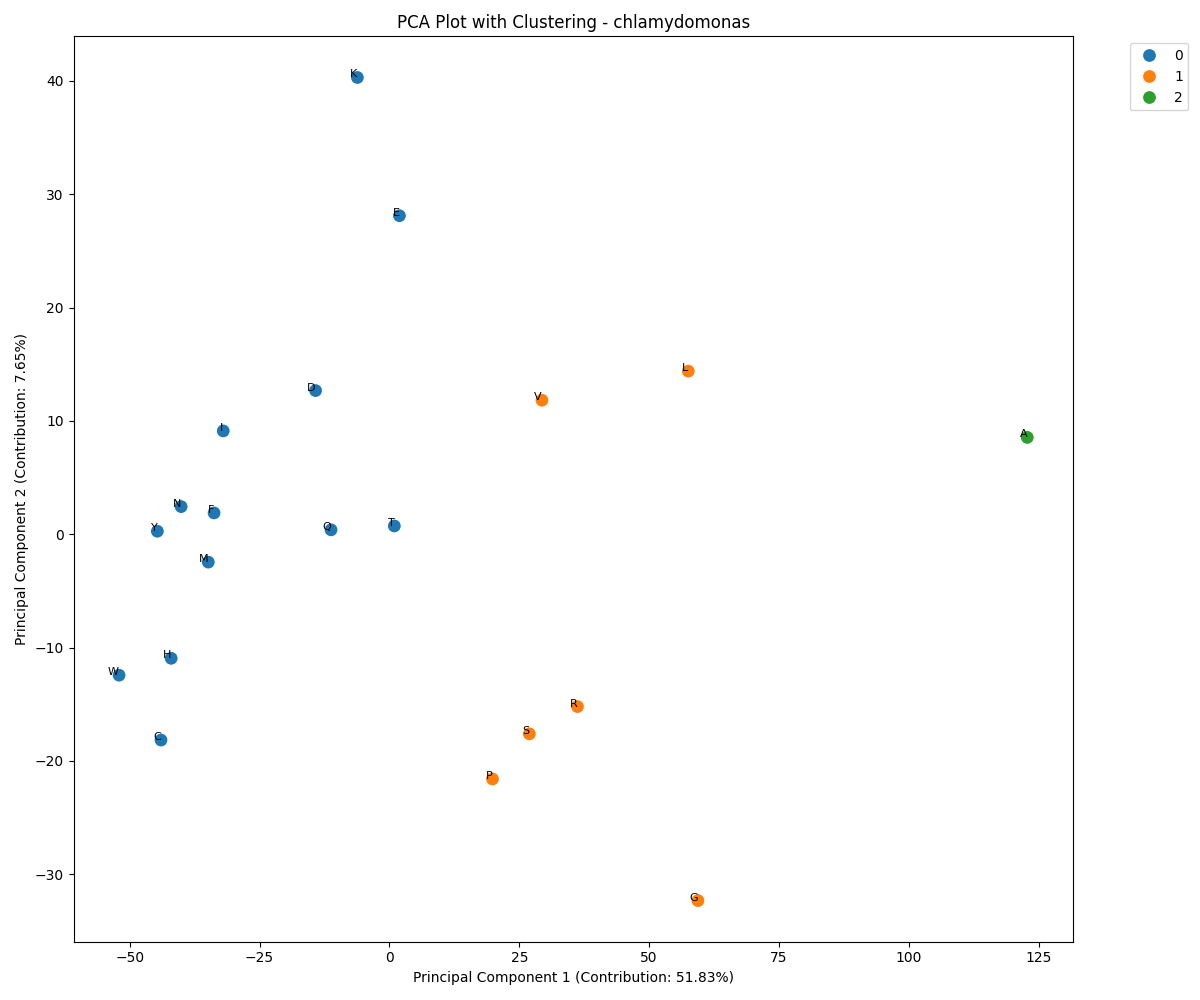 PCA Plot with Clustering - chlamydomonas
0
1
2
Principal Component 2 (Contribution: 7.65%)
40
30
20
10
0
−10
−20
−30
K
E
L
V
D
A
I
N
F
Y
Q
T
M
H
W
R
S
C
P
G
−50
−25
0
25
50
75
100
125
Principal Component 1 (Contribution: 51.83%)